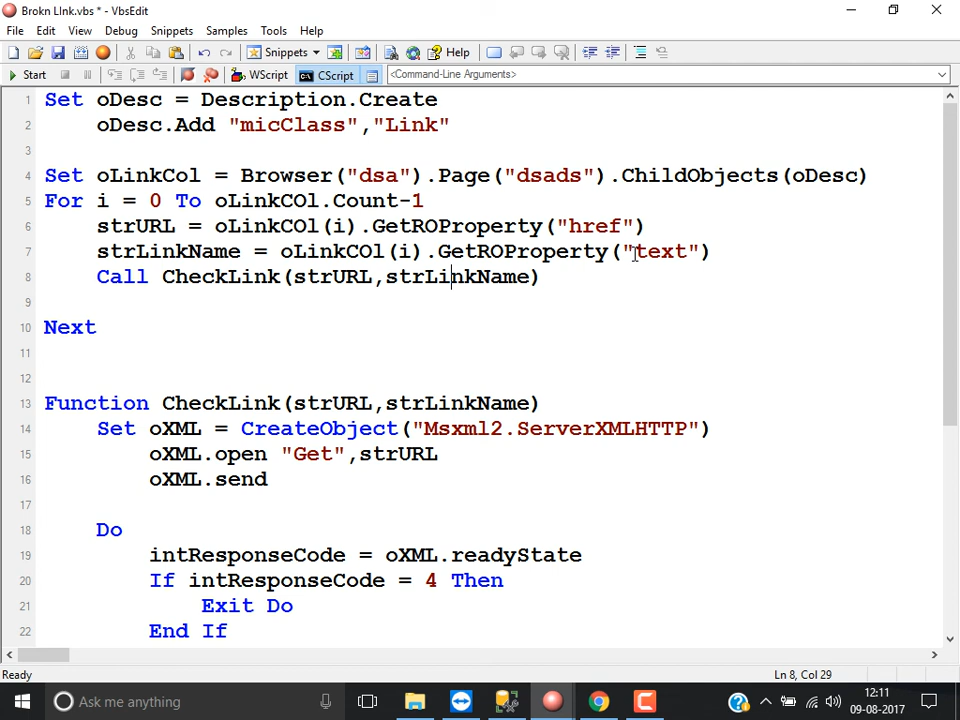 Brokn LInk.vbs * - VbsEdit
File Edit View Debug Snippets Samples Tools Help
Snippets Help
Start WScript CScript <Command-Line Arguments>
1 Set oDesc = Description.Create
2 oDesc.Add "micClass","Link"
3
4 Set oLinkCol = Browser("dsa").Page("dsads").ChildObjects(oDesc)
5 For i = 0 To oLinkCOl.Count-1
6 strURL = oLinkCOl(i).GetROProperty("href")
7 strLinkName = oLinkCOl(i).GetROProperty("text")
8 Call CheckLink(strURL,strLinkName)
9
10 Next
11
12
13 Function CheckLink(strURL,strLinkName)
14 Set oXML = CreateObject("Msxml2.ServerXMLHTTP")
15 oXML.open "Get",strURL
16 oXML.send
17
18 Do
19 intResponseCode = oXML.readyState
20 If intResponseCode = 4 Then
21 Exit Do
22 End If
Ready Ln 8, Col 29
Ask me anything
12:11
09-08-2017